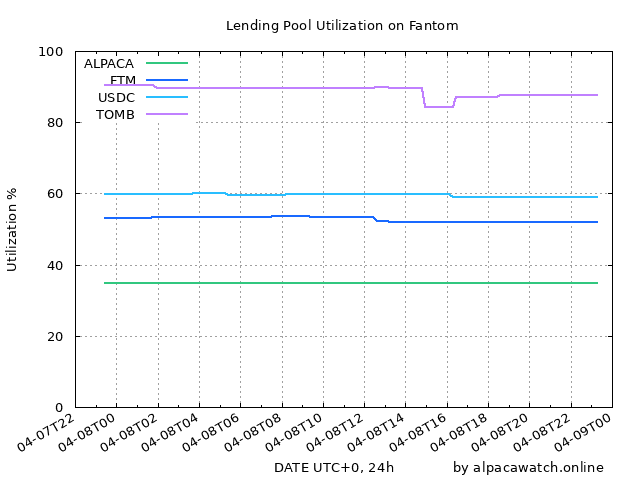 Lending Pool Utilization on Fantom
100
80
60
40
20
0
Utilization %
ALPACA
FTM
USDC
TOMB
04-07T22
04-08T00
04-08T02
04-08T04
04-08T06
04-08T08
04-08T10
04-08T12
04-08T14
04-08T16
04-08T18
04-08T20
04-08T22
04-09T00
DATE UTC+0, 24h
by alpacawatch.online